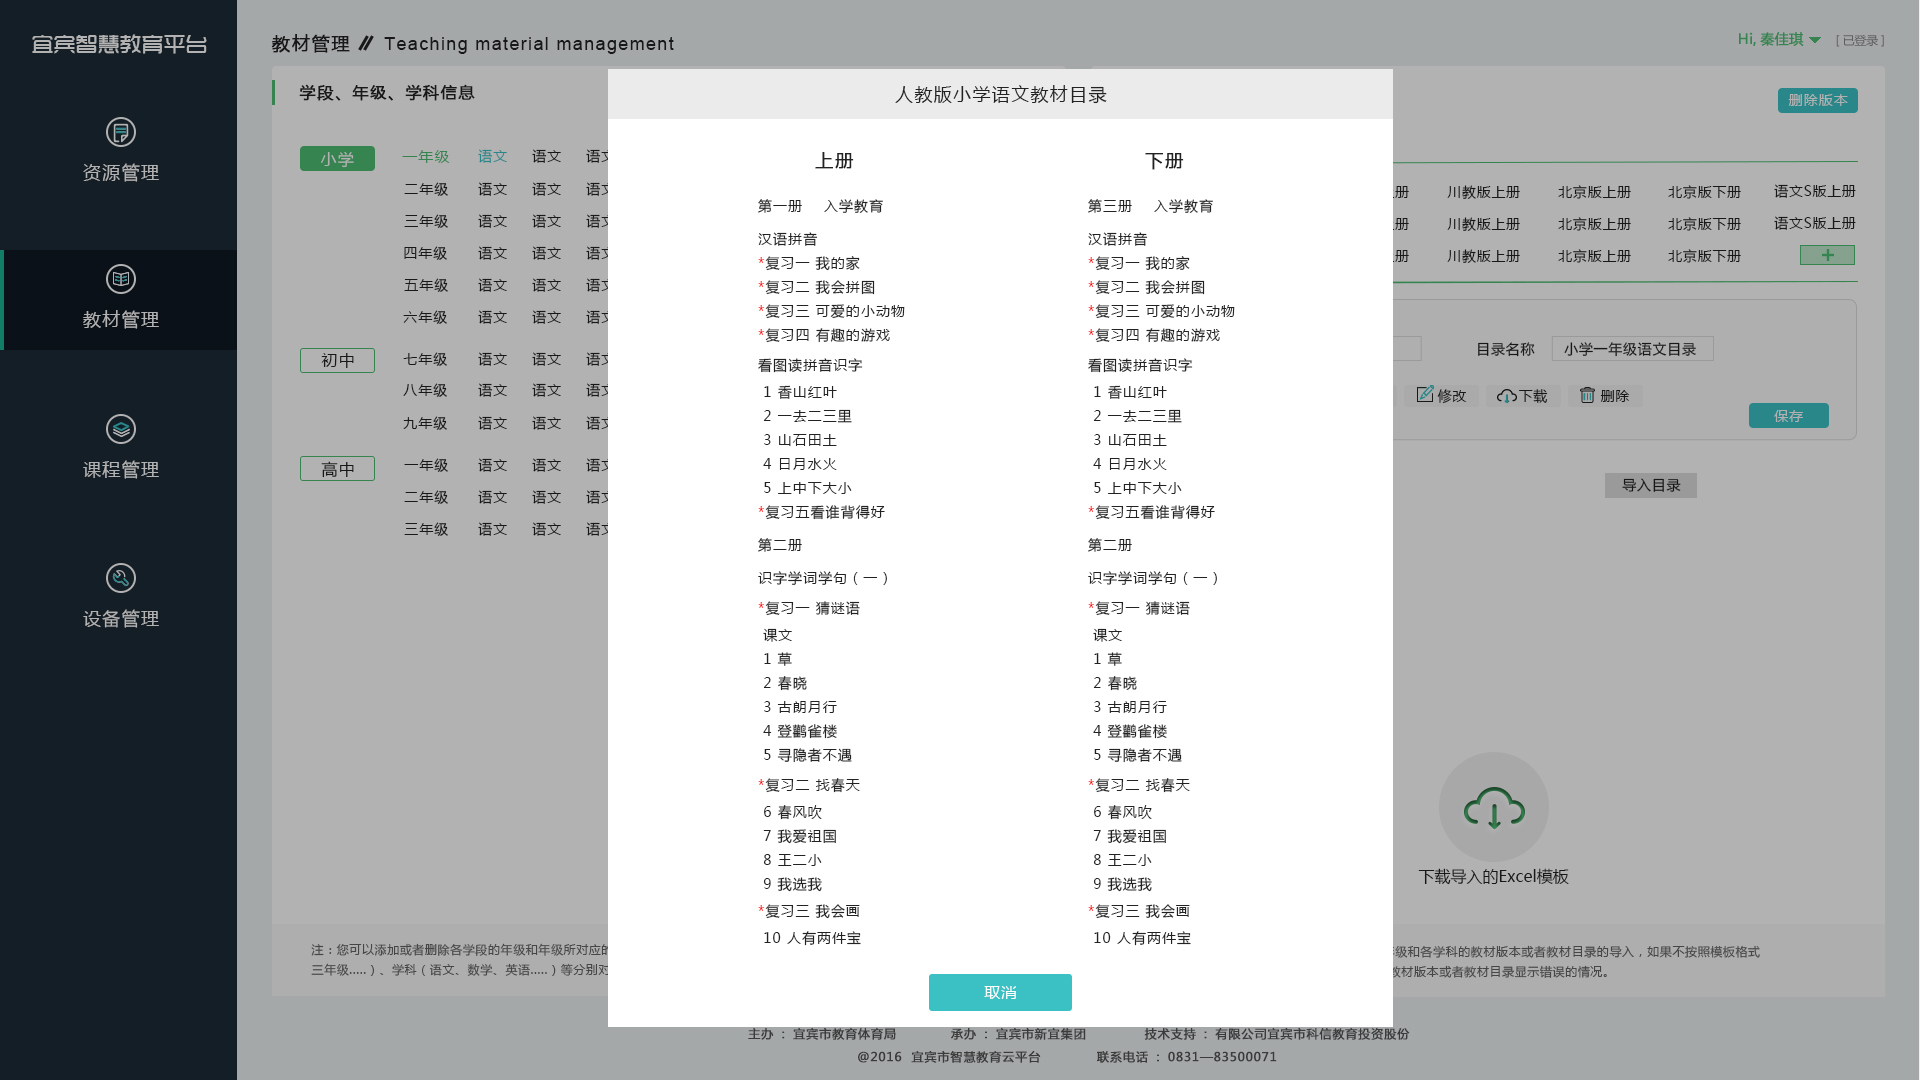 宜宾智慧教育平台
资源管理
教材管理
课程管理
设备管理
教材管理 // Teaching material management
Hi, 秦佳琪 [ 已登录 ]
学段、年级、学科信息
删除版本
小学
一年级 语文 语文 语文
二年级 语文 语文 语文
三年级 语文 语文 语文
四年级 语文 语文 语文
五年级 语文 语文 语文
六年级 语文 语文 语文
初中
七年级 语文 语文 语文
八年级 语文 语文 语文
九年级 语文 语文 语文
高中
一年级 语文 语文 语文
二年级 语文 语文 语文
三年级 语文 语文 语文
人教版小学语文教材目录
上册
第一册 入学教育
汉语拼音
*复习一 我的家
*复习二 我会拼图
*复习三 可爱的小动物
*复习四 有趣的游戏
看图读拼音识字
1 香山红叶
2 一去二三里
3 山石田土
4 日月水火
5 上中下大小
*复习五看谁背得好
第二册
识字学词学句（一）
*复习一 猜谜语
课文
1 草
2 春晓
3 古朗月行
4 登鹳雀楼
5 寻隐者不遇
*复习二 找春天
6 春风吹
7 我爱祖国
8 王二小
9 我选我
*复习三 我会画
10 人有两件宝
下册
第三册 入学教育
汉语拼音
*复习一 我的家
*复习二 我会拼图
*复习三 可爱的小动物
*复习四 有趣的游戏
看图读拼音识字
1 香山红叶
2 一去二三里
3 山石田土
4 日月水火
5 上中下大小
*复习五看谁背得好
第二册
识字学词学句（一）
*复习一 猜谜语
课文
1 草
2 春晓
3 古朗月行
4 登鹳雀楼
5 寻隐者不遇
*复习二 找春天
6 春风吹
7 我爱祖国
8 王二小
9 我选我
*复习三 我会画
10 人有两件宝
取消
册 川教版上册 北京版上册 北京版下册 语文S版上册
册 川教版上册 北京版上册 北京版下册 语文S版上册
册 川教版上册 北京版上册 北京版下册 +
目录名称 小学一年级语文目录
修改 下载 删除
保存
导入目录
下载导入的Excel模板
注：您可以添加或者删除各学段的年级和年级所对应的
三年级.....）、学科（语文、数学、英语.....）等分别对
级和各学科的教材版本或者教材目录的导入，如果不按照模板格式
教材版本或者教材目录显示错误的情况。
主办 ： 宜宾市教育体育局 承办 ： 宜宾市新宜集团 技术支持 ： 有限公司宜宾市科信教育投资股份
@2016 宜宾市智慧教育云平台 联系电话 ： 0831—83500071